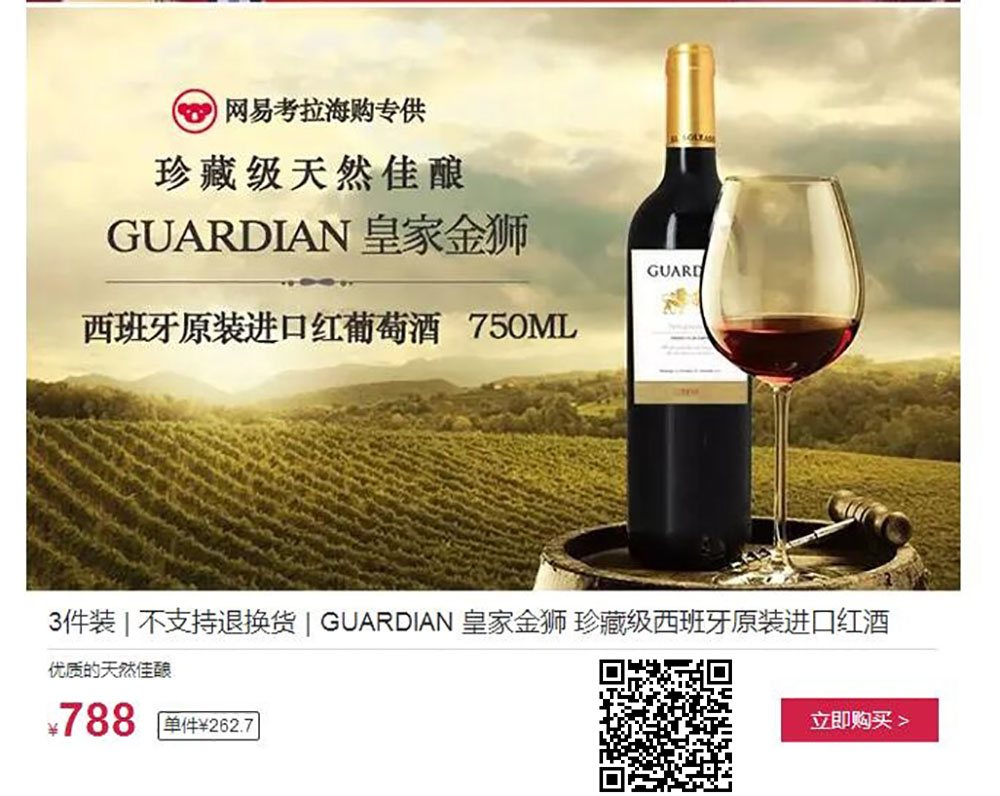 网易考拉海购专供
珍藏级天然佳酿
GUARDIAN 皇家金狮
西班牙原装进口红葡萄酒 750ML
GUARD
3件装 | 不支持退换货 | GUARDIAN 皇家金狮 珍藏级西班牙原装进口红酒
优质的天然佳酿
¥788 单件¥262.7
立即购买 >